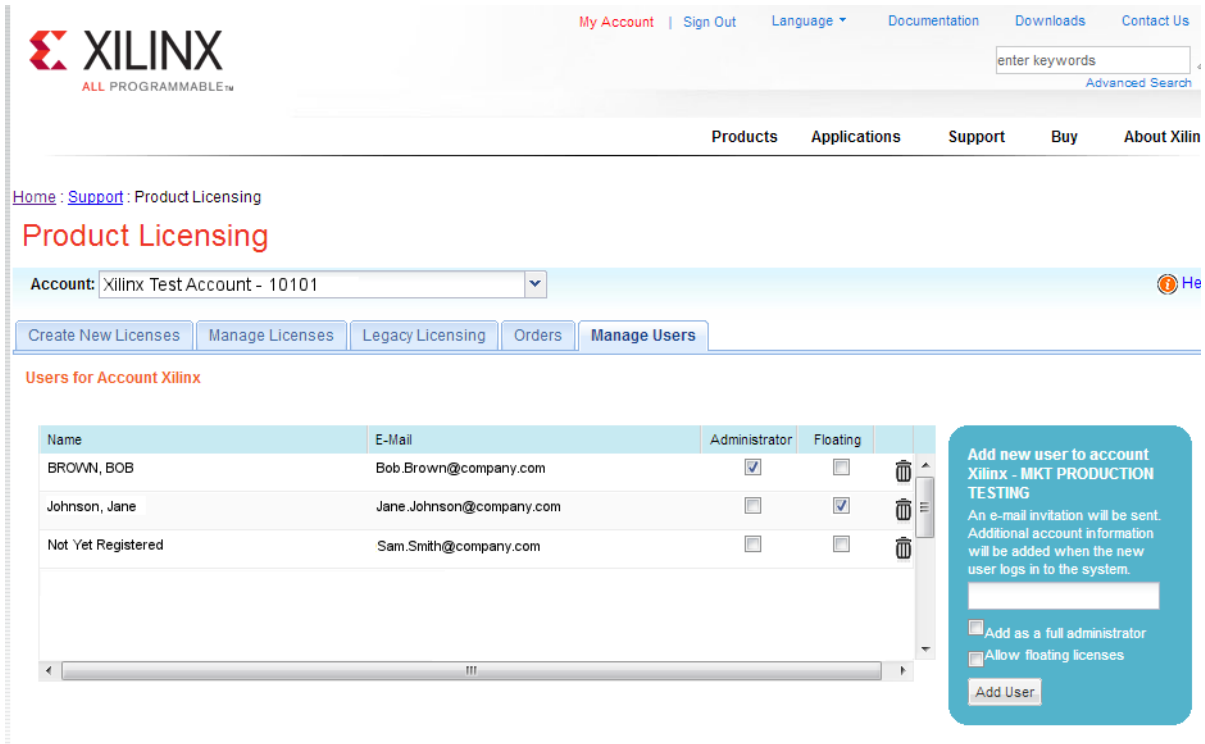 My Account | Sign Out Language Documentation Downloads Contact Us
XILINX
ALL PROGRAMMABLE™
enter keywords
Advanced Search
Products Applications Support Buy About Xilin
Home : Support : Product Licensing
Product Licensing
Account: Xilinx Test Account - 10101
He
Create New Licenses Manage Licenses Legacy Licensing Orders Manage Users
Users for Account Xilinx
Name E-Mail Administrator Floating
BROWN, BOB Bob.Brown@company.com
Johnson, Jane Jane.Johnson@company.com
Not Yet Registered Sam.Smith@company.com
Add new user to account
Xilinx - MKT PRODUCTION
TESTING
An e-mail invitation will be sent.
Additional account information
will be added when the new
user logs in to the system.
Add as a full administrator
Allow floating licenses
Add User